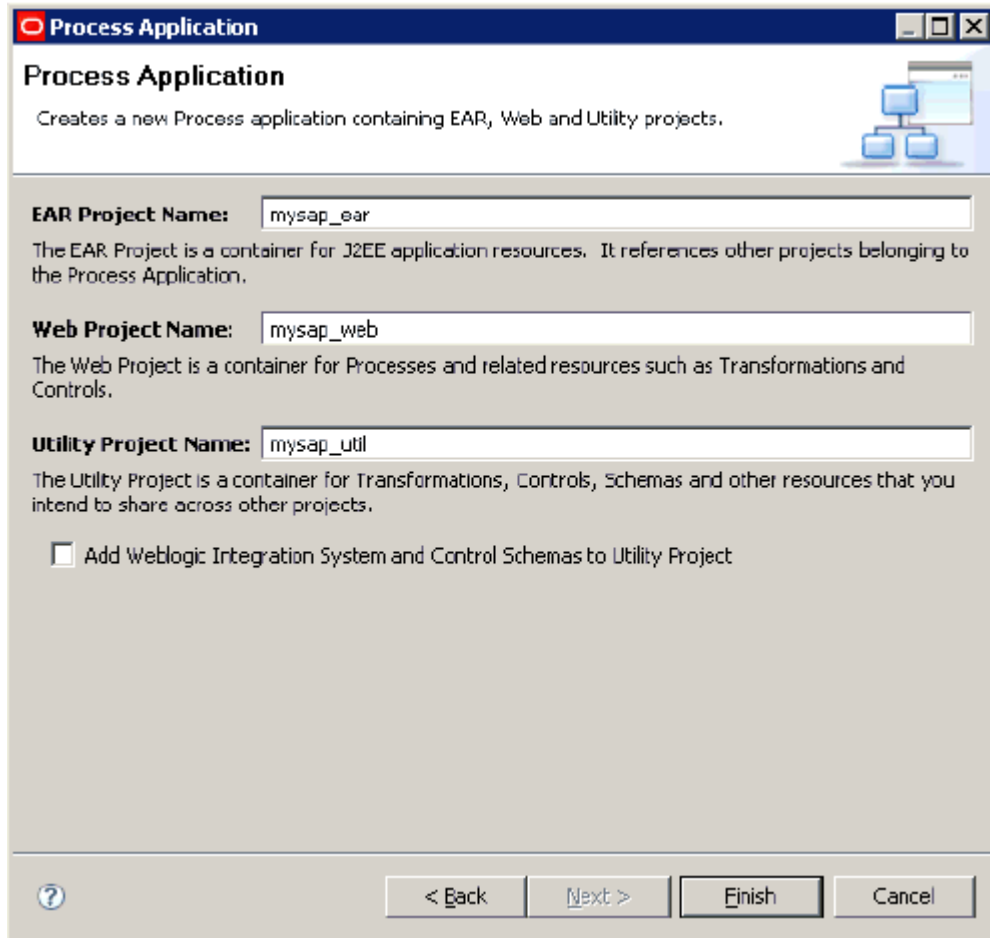 Process Application
Process Application
Creates a new Process application containing EAR, Web and Utility projects.
EAR Project Name: mysap_ear
The EAR Project is a container for J2EE application resources. It references other projects belonging to
the Process Application.
Web Project Name: mysap_web
The Web Project is a container for Processes and related resources such as Transformations and
Controls.
Utility Project Name: mysap_util
The Utility Project is a container for Transformations, Controls, Schemas and other resources that you
intend to share across other projects.
Add Weblogic Integration System and Control Schemas to Utility Project
? < Back Next > Finish Cancel